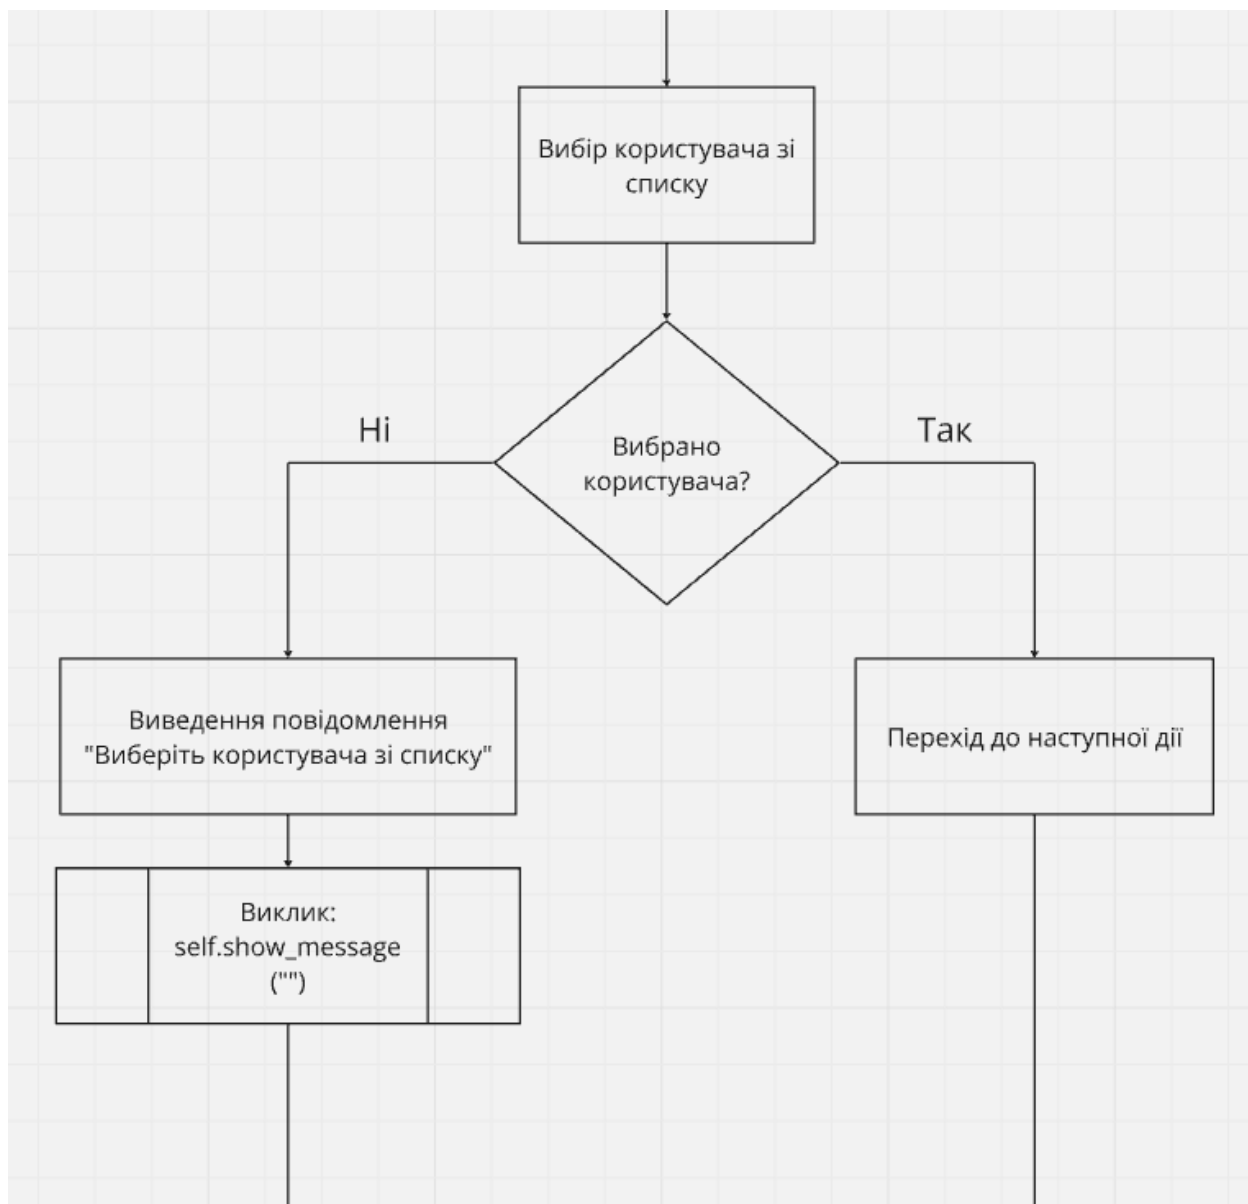 Вибір користувача зі
списку
Ні
Так
Вибрано
користувача?
Виведення повідомлення
"Виберіть користувача зі списку"
Перехід до наступної дії
Виклик:
self.show_message
("")